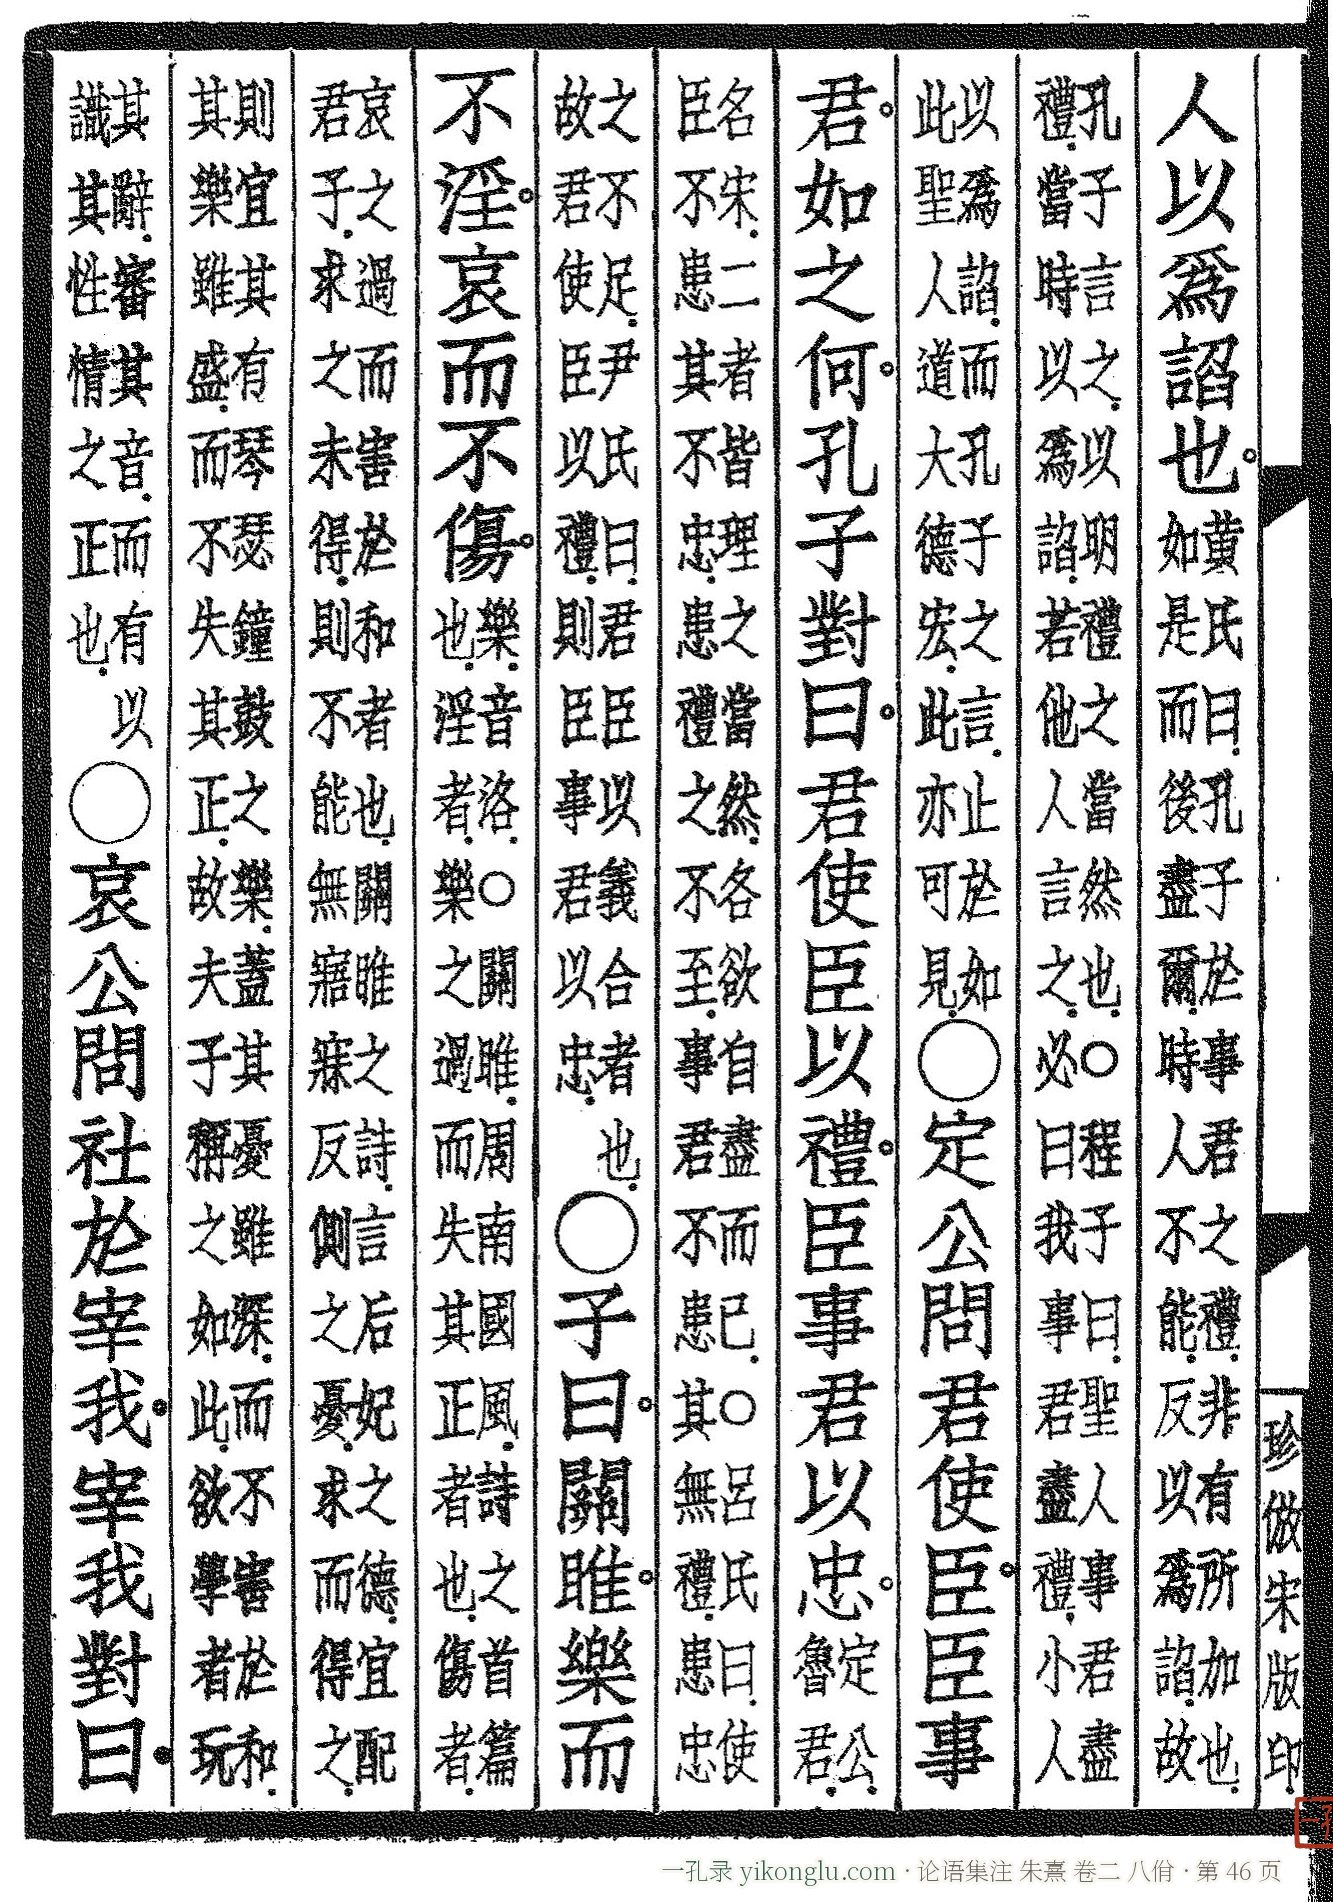 人以爲諂也。黄氏曰。孔子於事君之禮。非有所加也。
如是而後盡爾時人不能。反以爲諂。故
孔子言之。以明禮之當然也。○程子曰。聖人事君盡
禮。當時以爲諂。若他人言之。必曰我事君盡禮。小人
以爲諂。而孔子之言。止於如
此聖人道大德宏。此亦可見。○定公問君使臣。臣事
君。如之何。孔子對曰。君使臣以禮。臣事君以忠。定公。
魯君。
名宋。二者皆理之當然。各欲自盡而已。○呂氏曰。使
臣不患其不忠。患禮之不至。事君不患其無禮。患忠
之不足。尹氏曰。君臣以義合者也。
故君使臣以禮。則臣事君以忠。○子曰。關雎。樂而
不淫。哀而不傷。樂。音洛。○關雎。周南國風。詩之首篇
也。淫者。樂之過而失其正者也。傷者。
哀之過而害於和者也。關雎之詩。言后妃之德。宜配
君子。求之未得。則不能無寤寐反側之憂。求而得之。
則宜其有琴瑟鐘鼓之樂。蓋其憂雖深。而不害於和。
其樂雖盛。而不失其正。故夫子稱之如此。欲學者玩
其辭。審其音。而有以
識其性情之正也。○哀公問社於宰我。宰我對曰。
珍倣宋版印
一孔录 yikonglu.com · 论语集注 朱熹 卷二 八佾 · 第 46 页